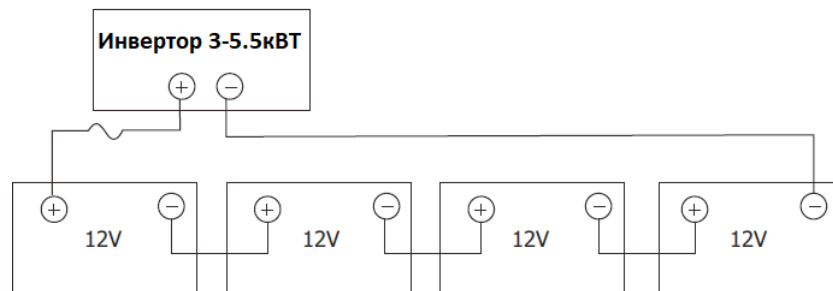 Инвертор 3-5.5кВТ
+ −
+ − + − + − + −
12V 12V 12V 12V